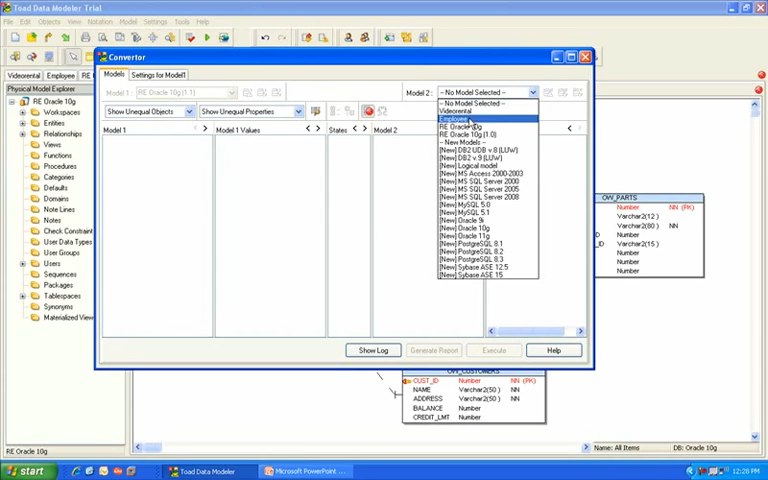 Toad Data Modeler Trial
File Edit Objects View Notation Model Settings Tools Help
Videorental Employee RE
Physical Model Explorer
RE Oracle 10g
Workspaces
Entities
Relationships
Views
Functions
Procedures
Categories
Defaults
Domains
Note Lines
Notes
Check Constraint
User Data Types
User Groups
Users
Sequences
Packages
Tablespaces
Synonyms
Materialized View
RE Oracle 10g
Convertor
Models Settings for Model1
Model 1 : RE Oracle 10g (1.1)
Model 2 : -- No Model Selected --
Show Unequal Objects Show Unequal Properties
Model 1 Model 1 Values States Model 2
-- No Model Selected --
Videorental
Employee
RE Oracle 10g
RE Oracle 10g (1.0)
-- New Models --
[New] DB2 UDB v.8 (LUW)
[New] DB2 v.9 (LUW)
[New] Logical model
[New] MS Access 2000-2003
[New] MS SQL Server 2000
[New] MS SQL Server 2005
[New] MS SQL Server 2008
[New] MySQL 5.0
[New] MySQL 5.1
[New] Oracle 9i
[New] Oracle 10g
[New] Oracle 11g
[New] PostgreSQL 8.1
[New] PostgreSQL 8.2
[New] PostgreSQL 8.3
[New] Sybase ASE 12.5
[New] Sybase ASE 15
Show Log Generate Report Execute Help
OW_PARTS
Number NN (PK)
Varchar2(12 )
Varchar2(80 ) NN
D Number
_ID Varchar2(15 )
Number
Number
OW_CUSTOMERS
CUST_ID Number NN (PK)
NAME Varchar2(50 ) NN
ADDRESS Varchar2(50 ) NN
BALANCE Number
CREDIT_LMT Number
Name: All Items DB: Oracle 10g
start Toad Data Modeler Microsoft PowerPoint ... 12:28 PM